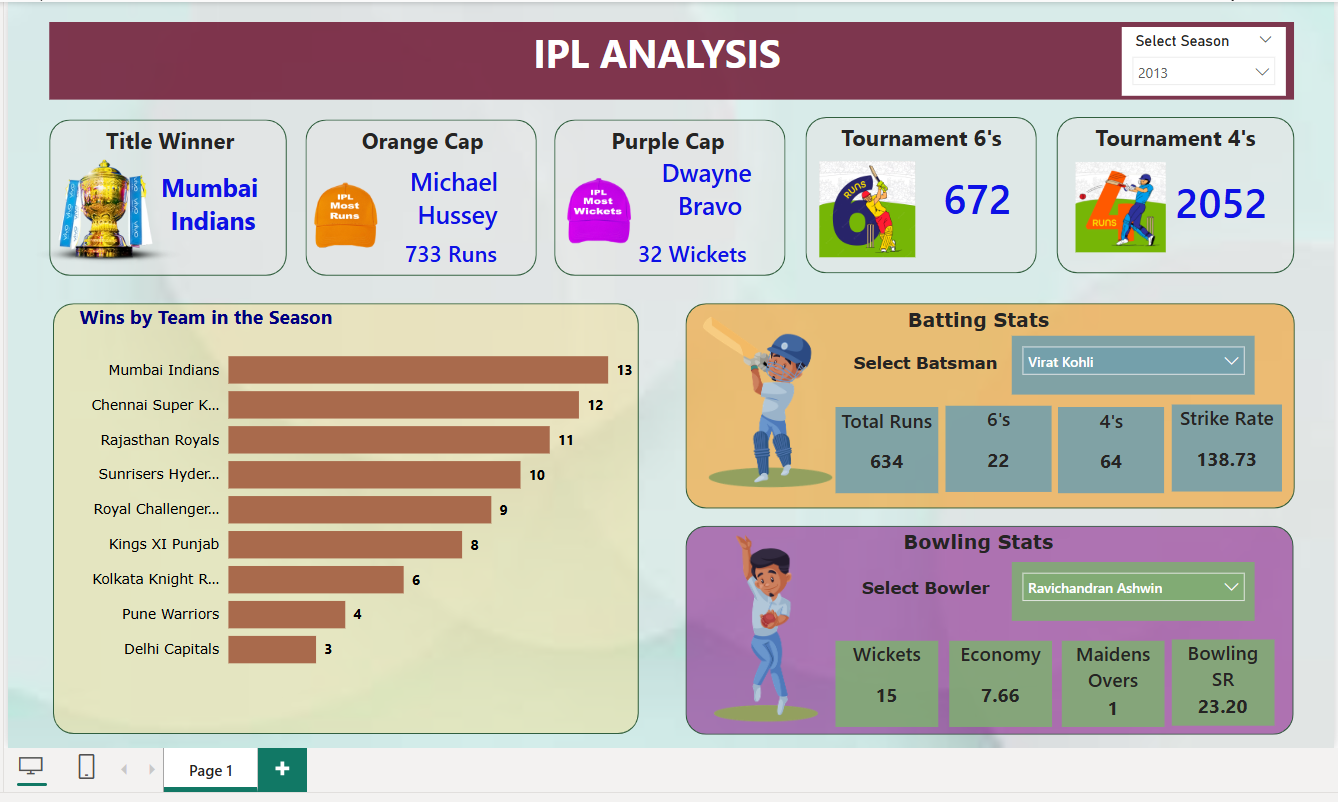 IPL ANALYSIS
Select Season
2013
Title Winner
Mumbai
Indians
Orange Cap
IPL
Most
Runs
Michael
Hussey
733 Runs
Purple Cap
IPL
Most
Wickets
Dwayne
Bravo
32 Wickets
Tournament 6's
RUNS
6
672
Tournament 4's
4
RUNS
2052
Wins by Team in the Season
Mumbai Indians 13
Chennai Super K... 12
Rajasthan Royals 11
Sunrisers Hyder... 10
Royal Challenger... 9
Kings XI Punjab 8
Kolkata Knight R... 6
Pune Warriors 4
Delhi Capitals 3
Batting Stats
Select Batsman
Virat Kohli
Total Runs
634
6's
22
4's
64
Strike Rate
138.73
Bowling Stats
Select Bowler
Ravichandran Ashwin
Wickets
15
Economy
7.66
Maidens
Overs
1
Bowling
SR
23.20
Page 1